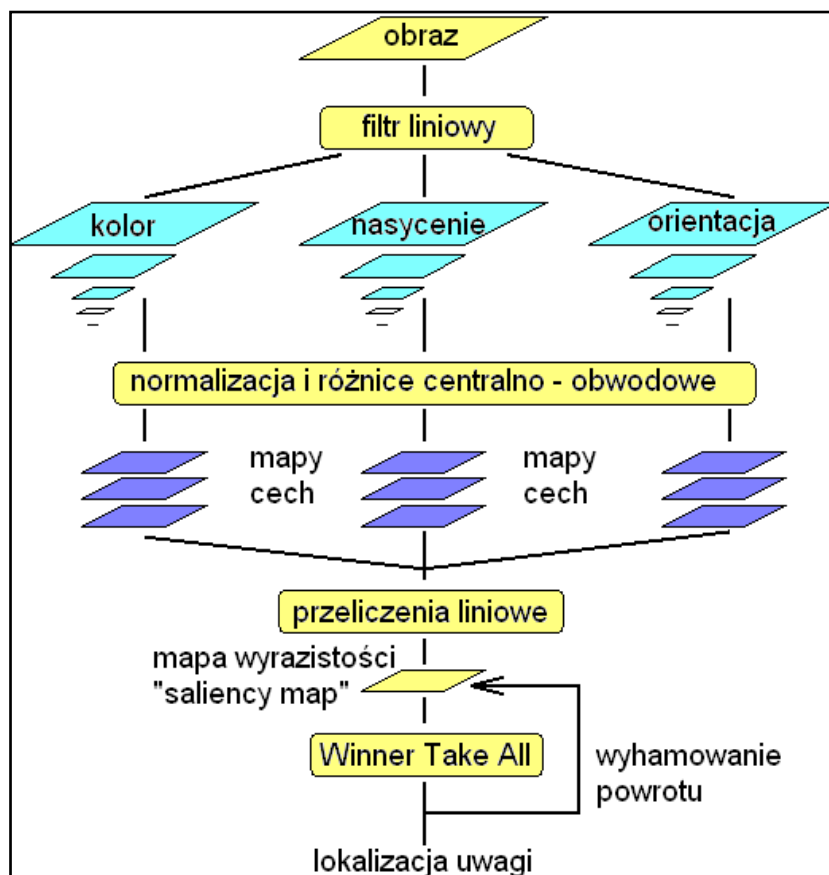 obraz
filtr liniowy
kolor
nasycenie
orientacja
normalizacja i różnice centralno - obwodowe
mapy
cech
mapy
cech
przeliczenia liniowe
mapa wyrazistości
"saliency map"
Winner Take All
wyhamowanie
powrotu
lokalizacja uwagi